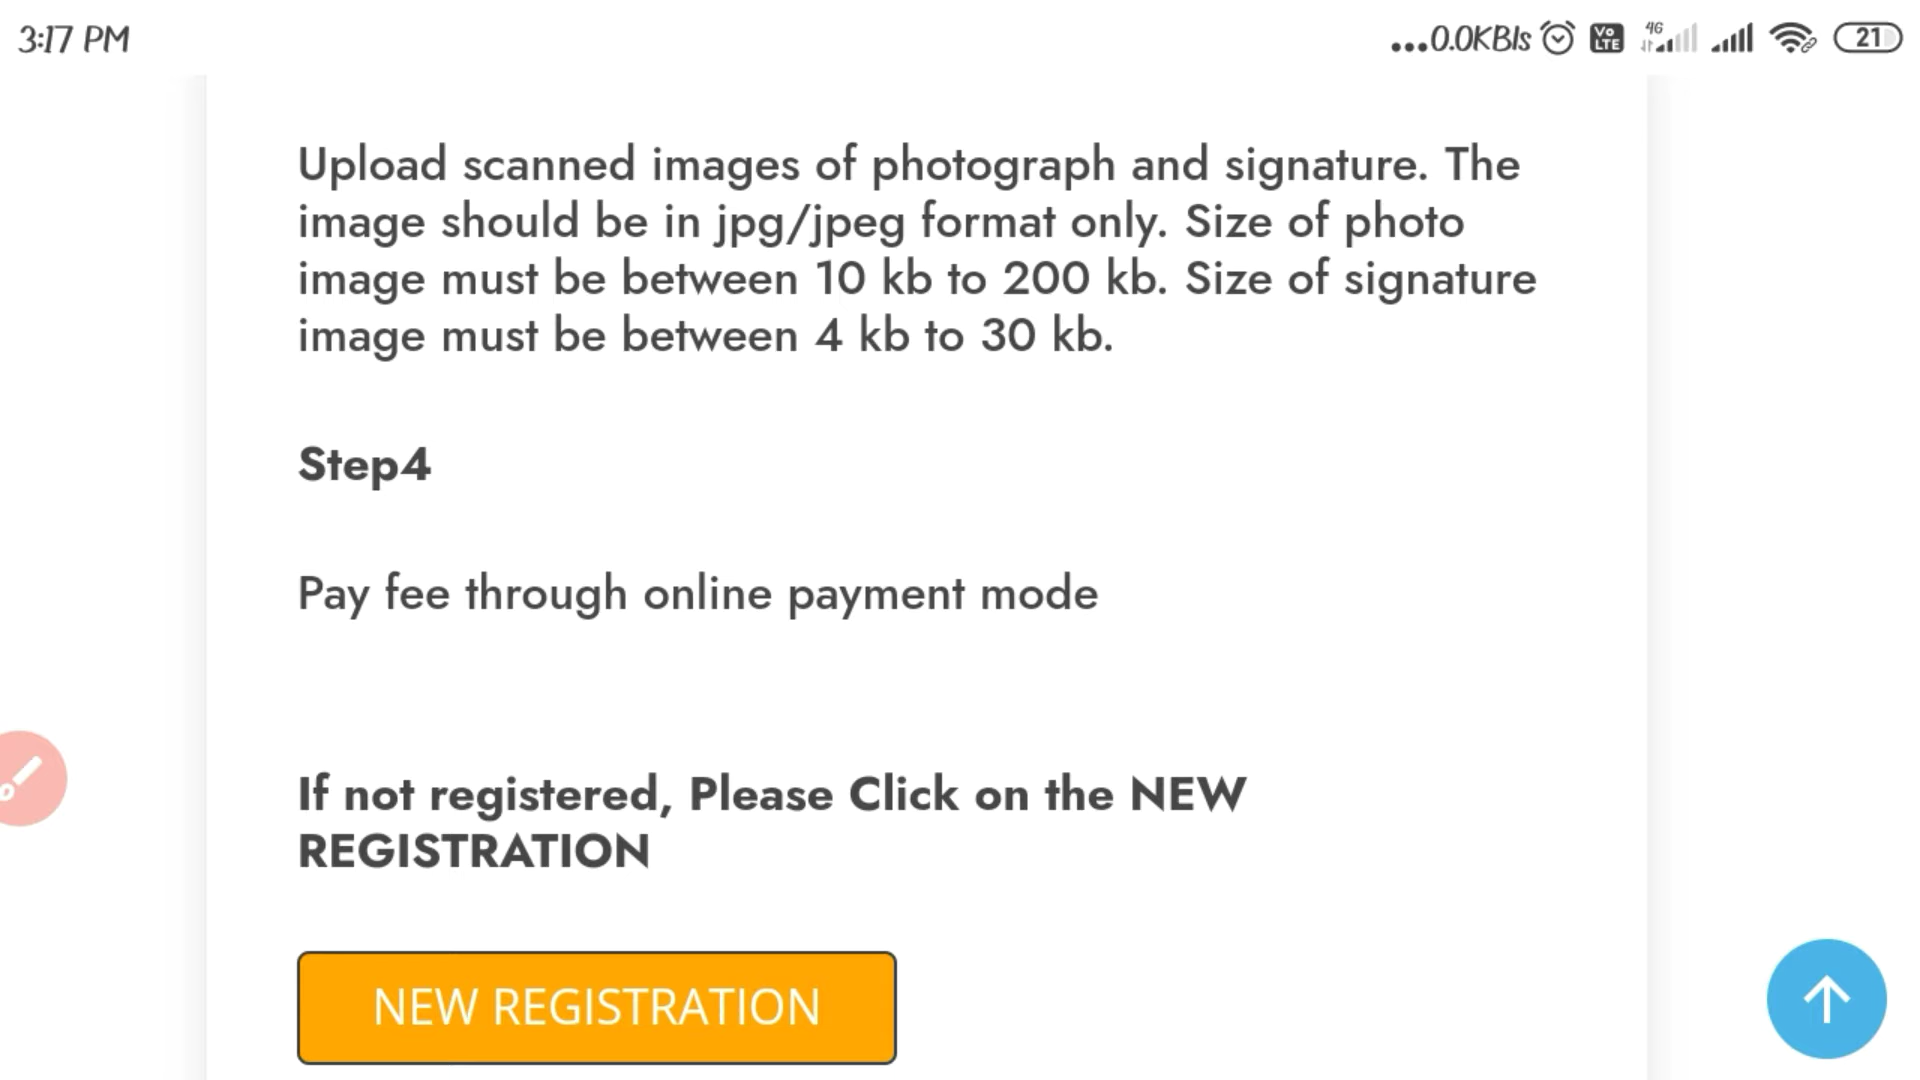 3:17 PM
...0.0KB/s Vo LTE 4G 21
Upload scanned images of photograph and signature. The
image should be in jpg/jpeg format only. Size of photo
image must be between 10 kb to 200 kb. Size of signature
image must be between 4 kb to 30 kb.
Step4
Pay fee through online payment mode
If not registered, Please Click on the NEW
REGISTRATION
NEW REGISTRATION